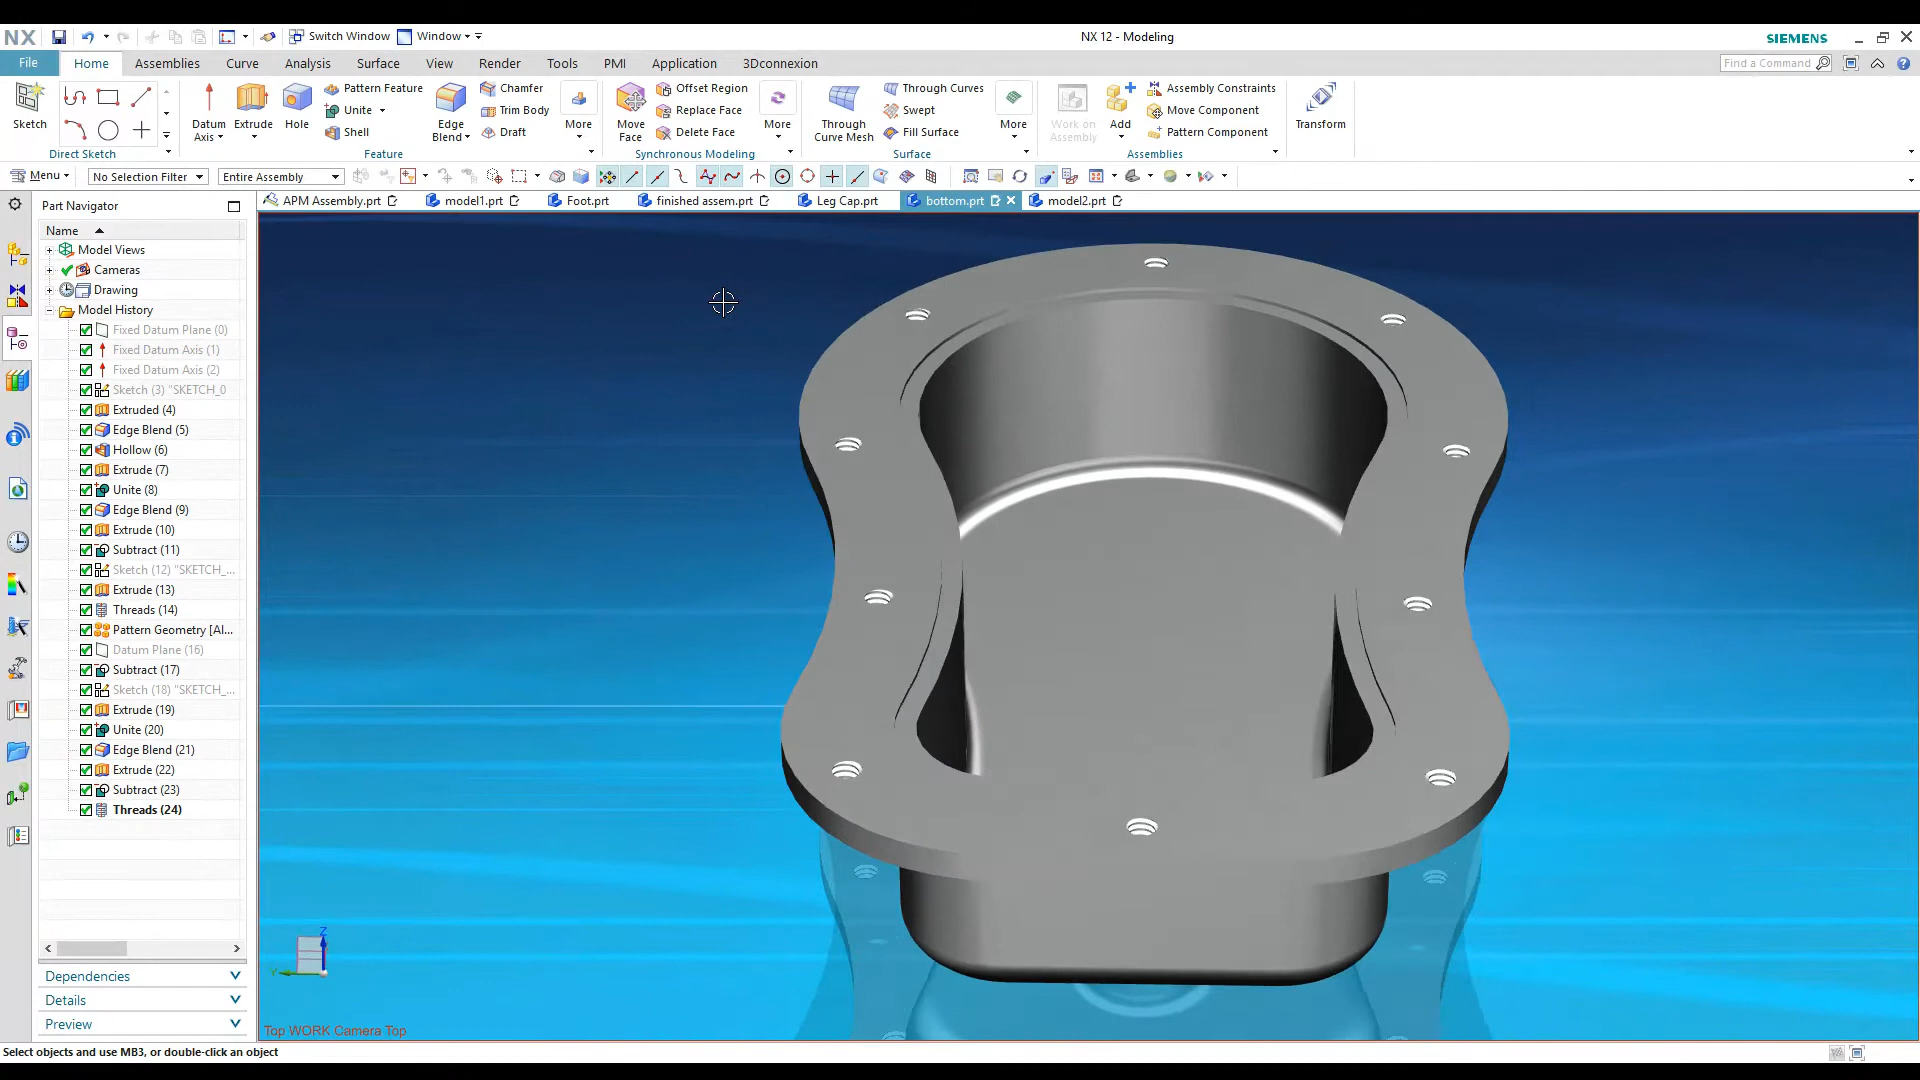 NX Switch Window Window NX 12 - Modeling SIEMENS
File Home Assemblies Curve Analysis Surface View Render Tools PMI Application 3Dconnexion Find a Command
Pattern Feature Chamfer Offset Region Through Curves Assembly Constraints
Unite Trim Body Replace Face Swept Move Component
Shell Draft Delete Face Fill Surface Pattern Component
Sketch Datum Axis Extrude Hole Edge Blend More Move Face More Through Curve Mesh More Work on Assembly Add Transform
Direct Sketch Feature Synchronous Modeling Surface Assemblies
Menu No Selection Filter Entire Assembly
APM Assembly.prt model1.prt Foot.prt finished assem.prt Leg Cap.prt bottom.prt model2.prt
Part Navigator
Name
Model Views
Cameras
Drawing
Model History
Fixed Datum Plane (0)
Fixed Datum Axis (1)
Fixed Datum Axis (2)
Sketch (3) "SKETCH_0
Extruded (4)
Edge Blend (5)
Hollow (6)
Extrude (7)
Unite (8)
Edge Blend (9)
Extrude (10)
Subtract (11)
Sketch (12) "SKETCH_...
Extrude (13)
Threads (14)
Pattern Geometry [Al...
Datum Plane (16)
Subtract (17)
Sketch (18) "SKETCH_...
Extrude (19)
Unite (20)
Edge Blend (21)
Extrude (22)
Subtract (23)
Threads (24)
Dependencies
Details
Preview
Z
Y
Top WORK Camera Top
Select objects and use MB3, or double-click an object